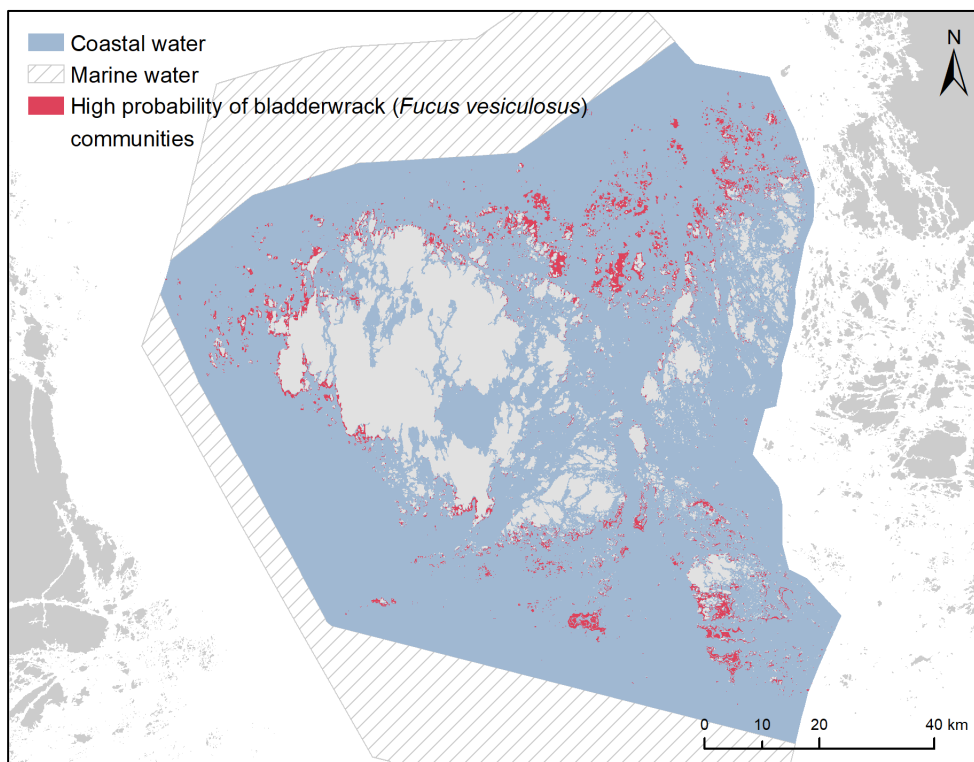 Coastal water
Marine water
High probability of bladderwrack (Fucus vesiculosus)
communities
N
0 10 20 40 km